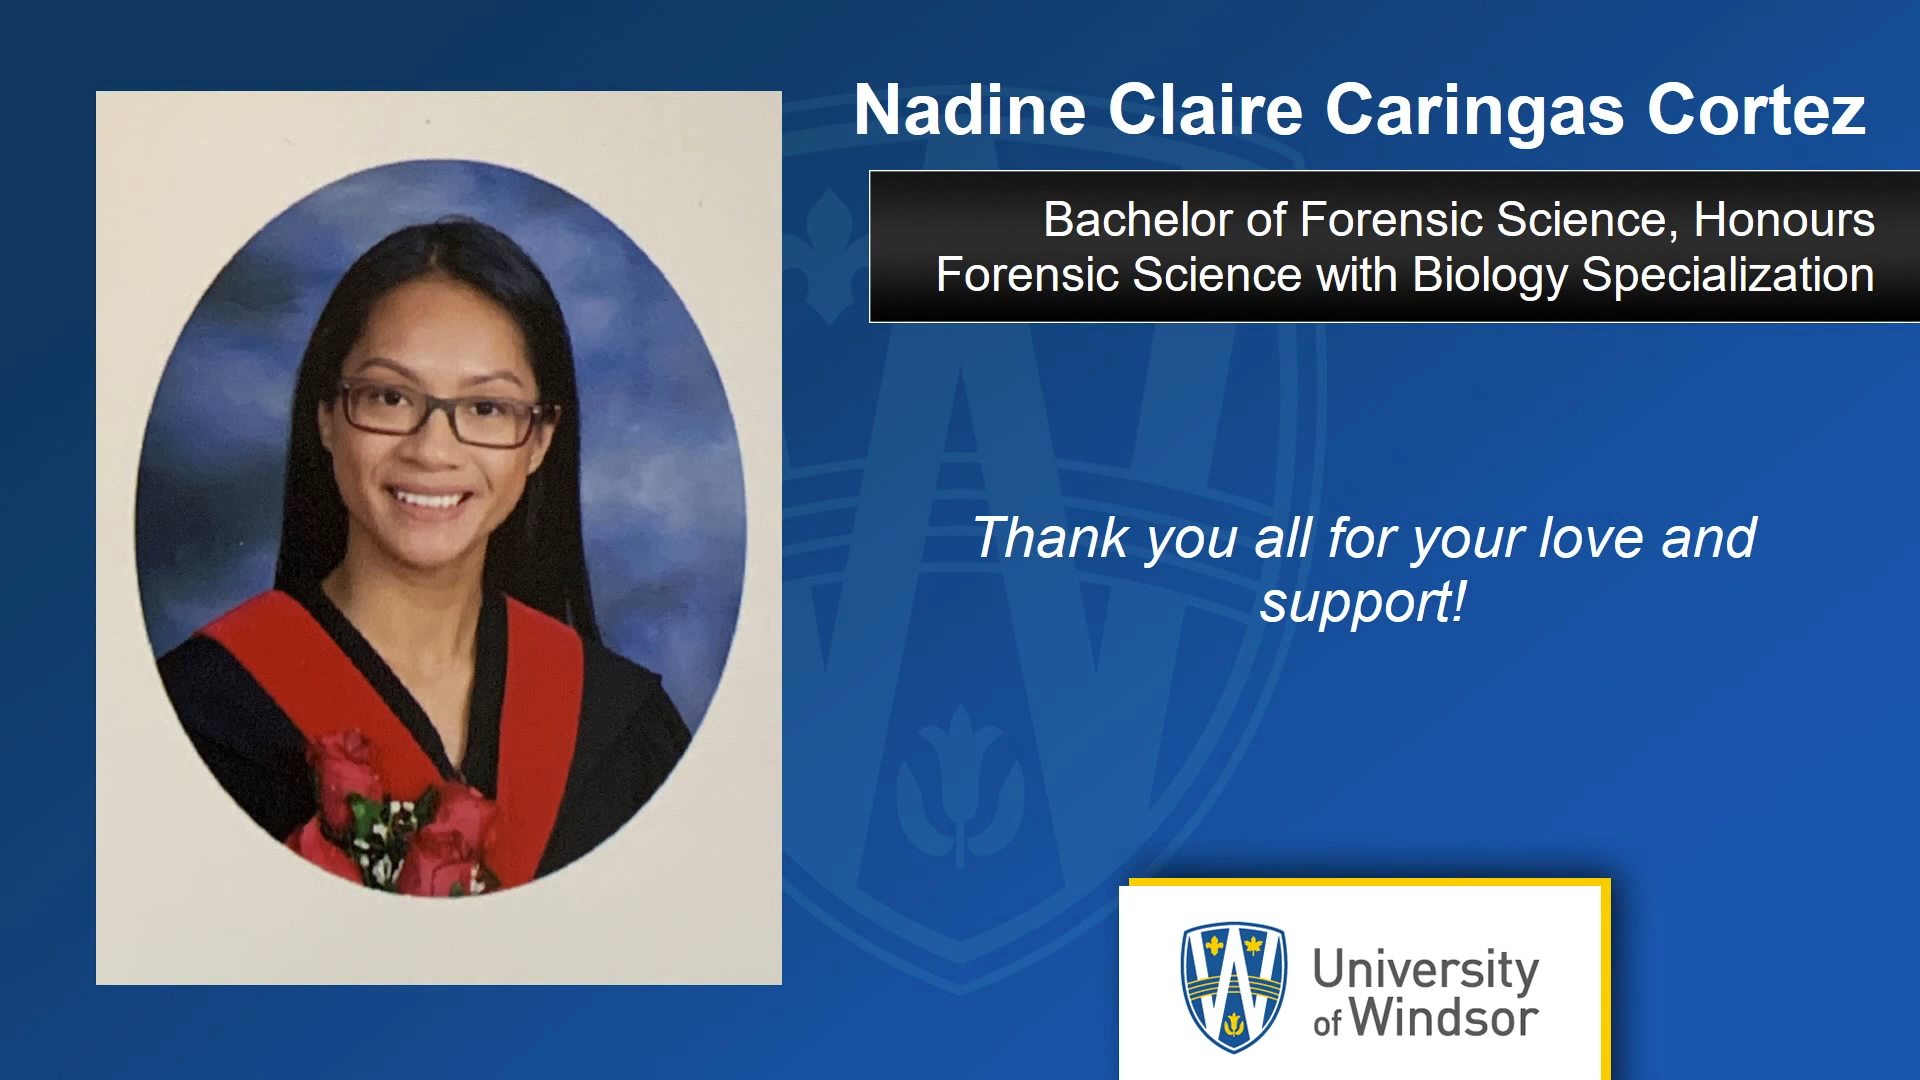 Nadine Claire Caringas Cortez
Bachelor of Forensic Science, Honours
Forensic Science with Biology Specialization
Thank you all for your love and
support!
University
of Windsor